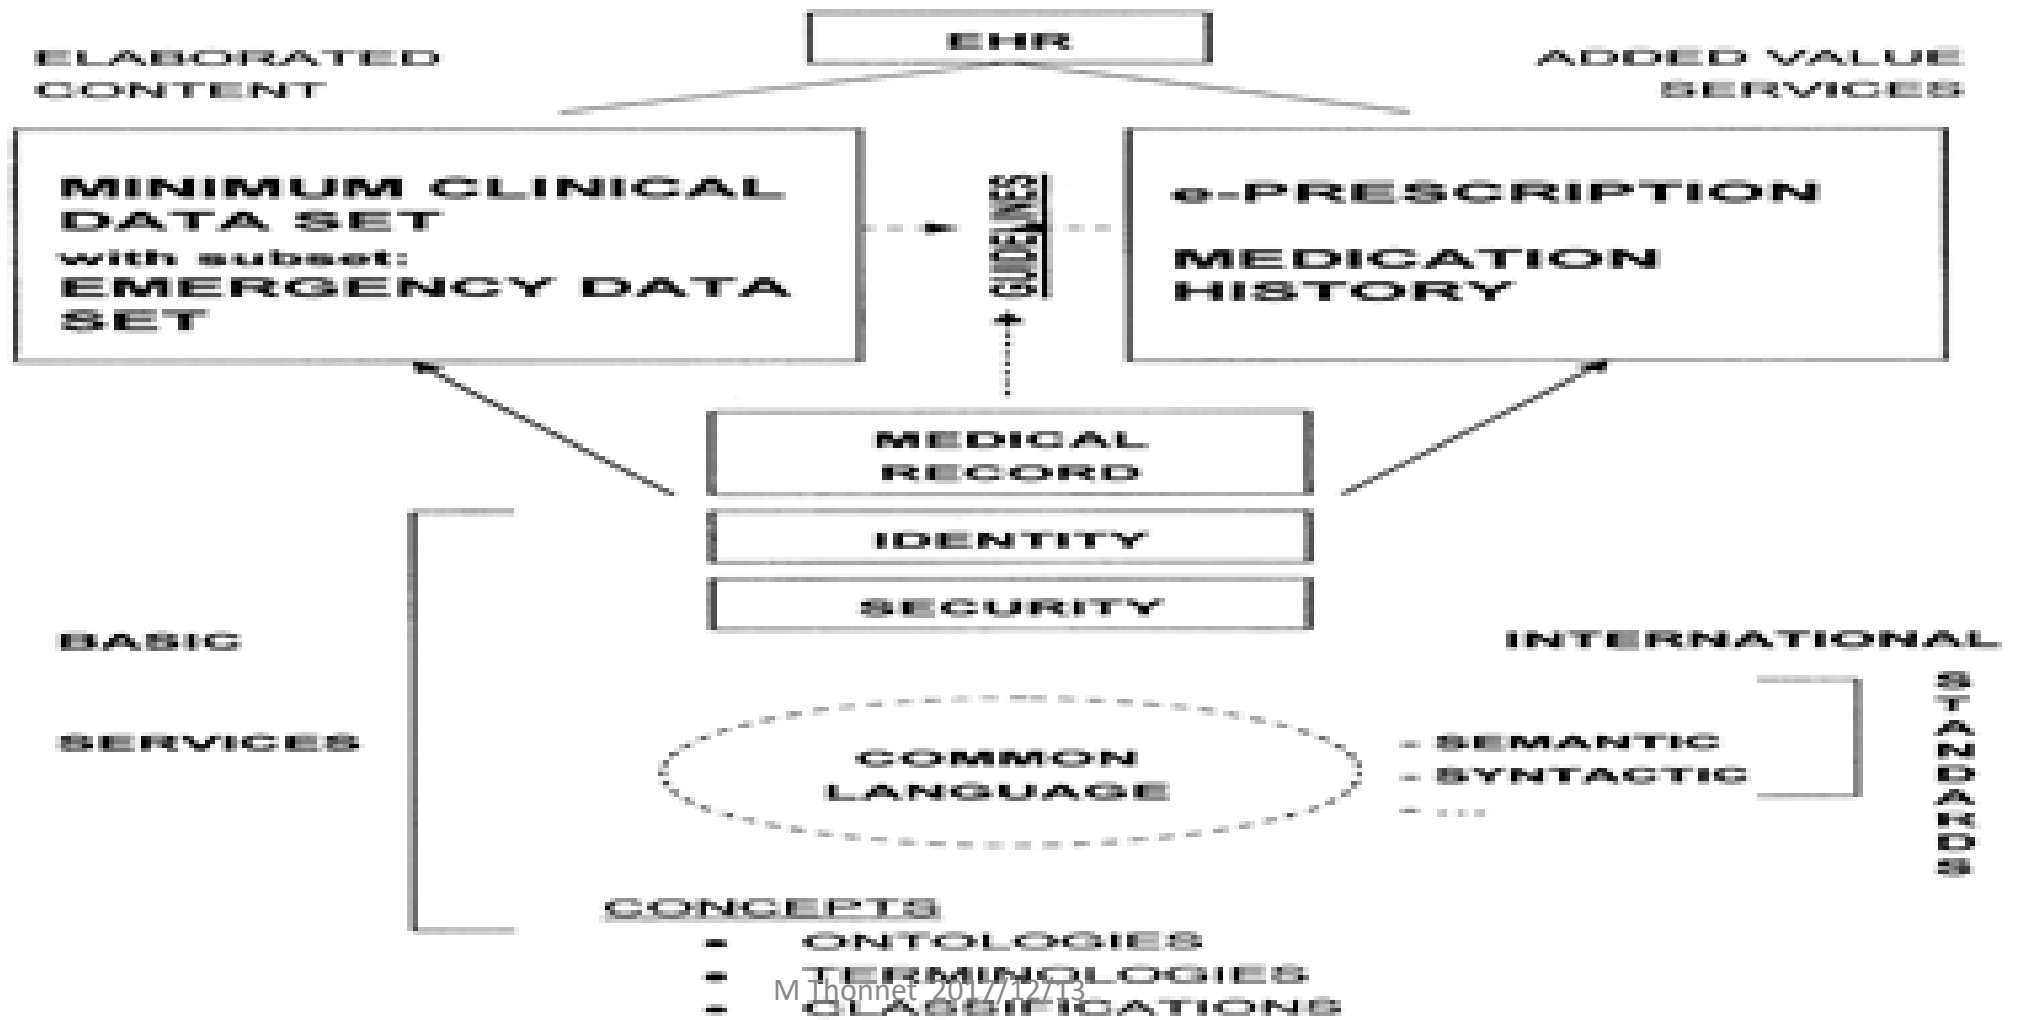 EHR
ELABORATED
CONTENT
ADDED VALUE
SERVICES
MINIMUM CLINICAL
DATA SET
with subset:
EMERGENCY DATA
SET
GUIDELINES
e-PRESCRIPTION
MEDICATION
HISTORY
MEDICAL
RECORD
IDENTITY
SECURITY
BASIC
SERVICES
COMMON
LANGUAGE
- SEMANTIC
- SYNTACTIC
- ...
INTERNATIONAL
STANDARDS
CONCEPTS
• ONTOLOGIES
• TERMINOLOGIES
• CLASSIFICATIONS
M Thonnet 2017/12/13